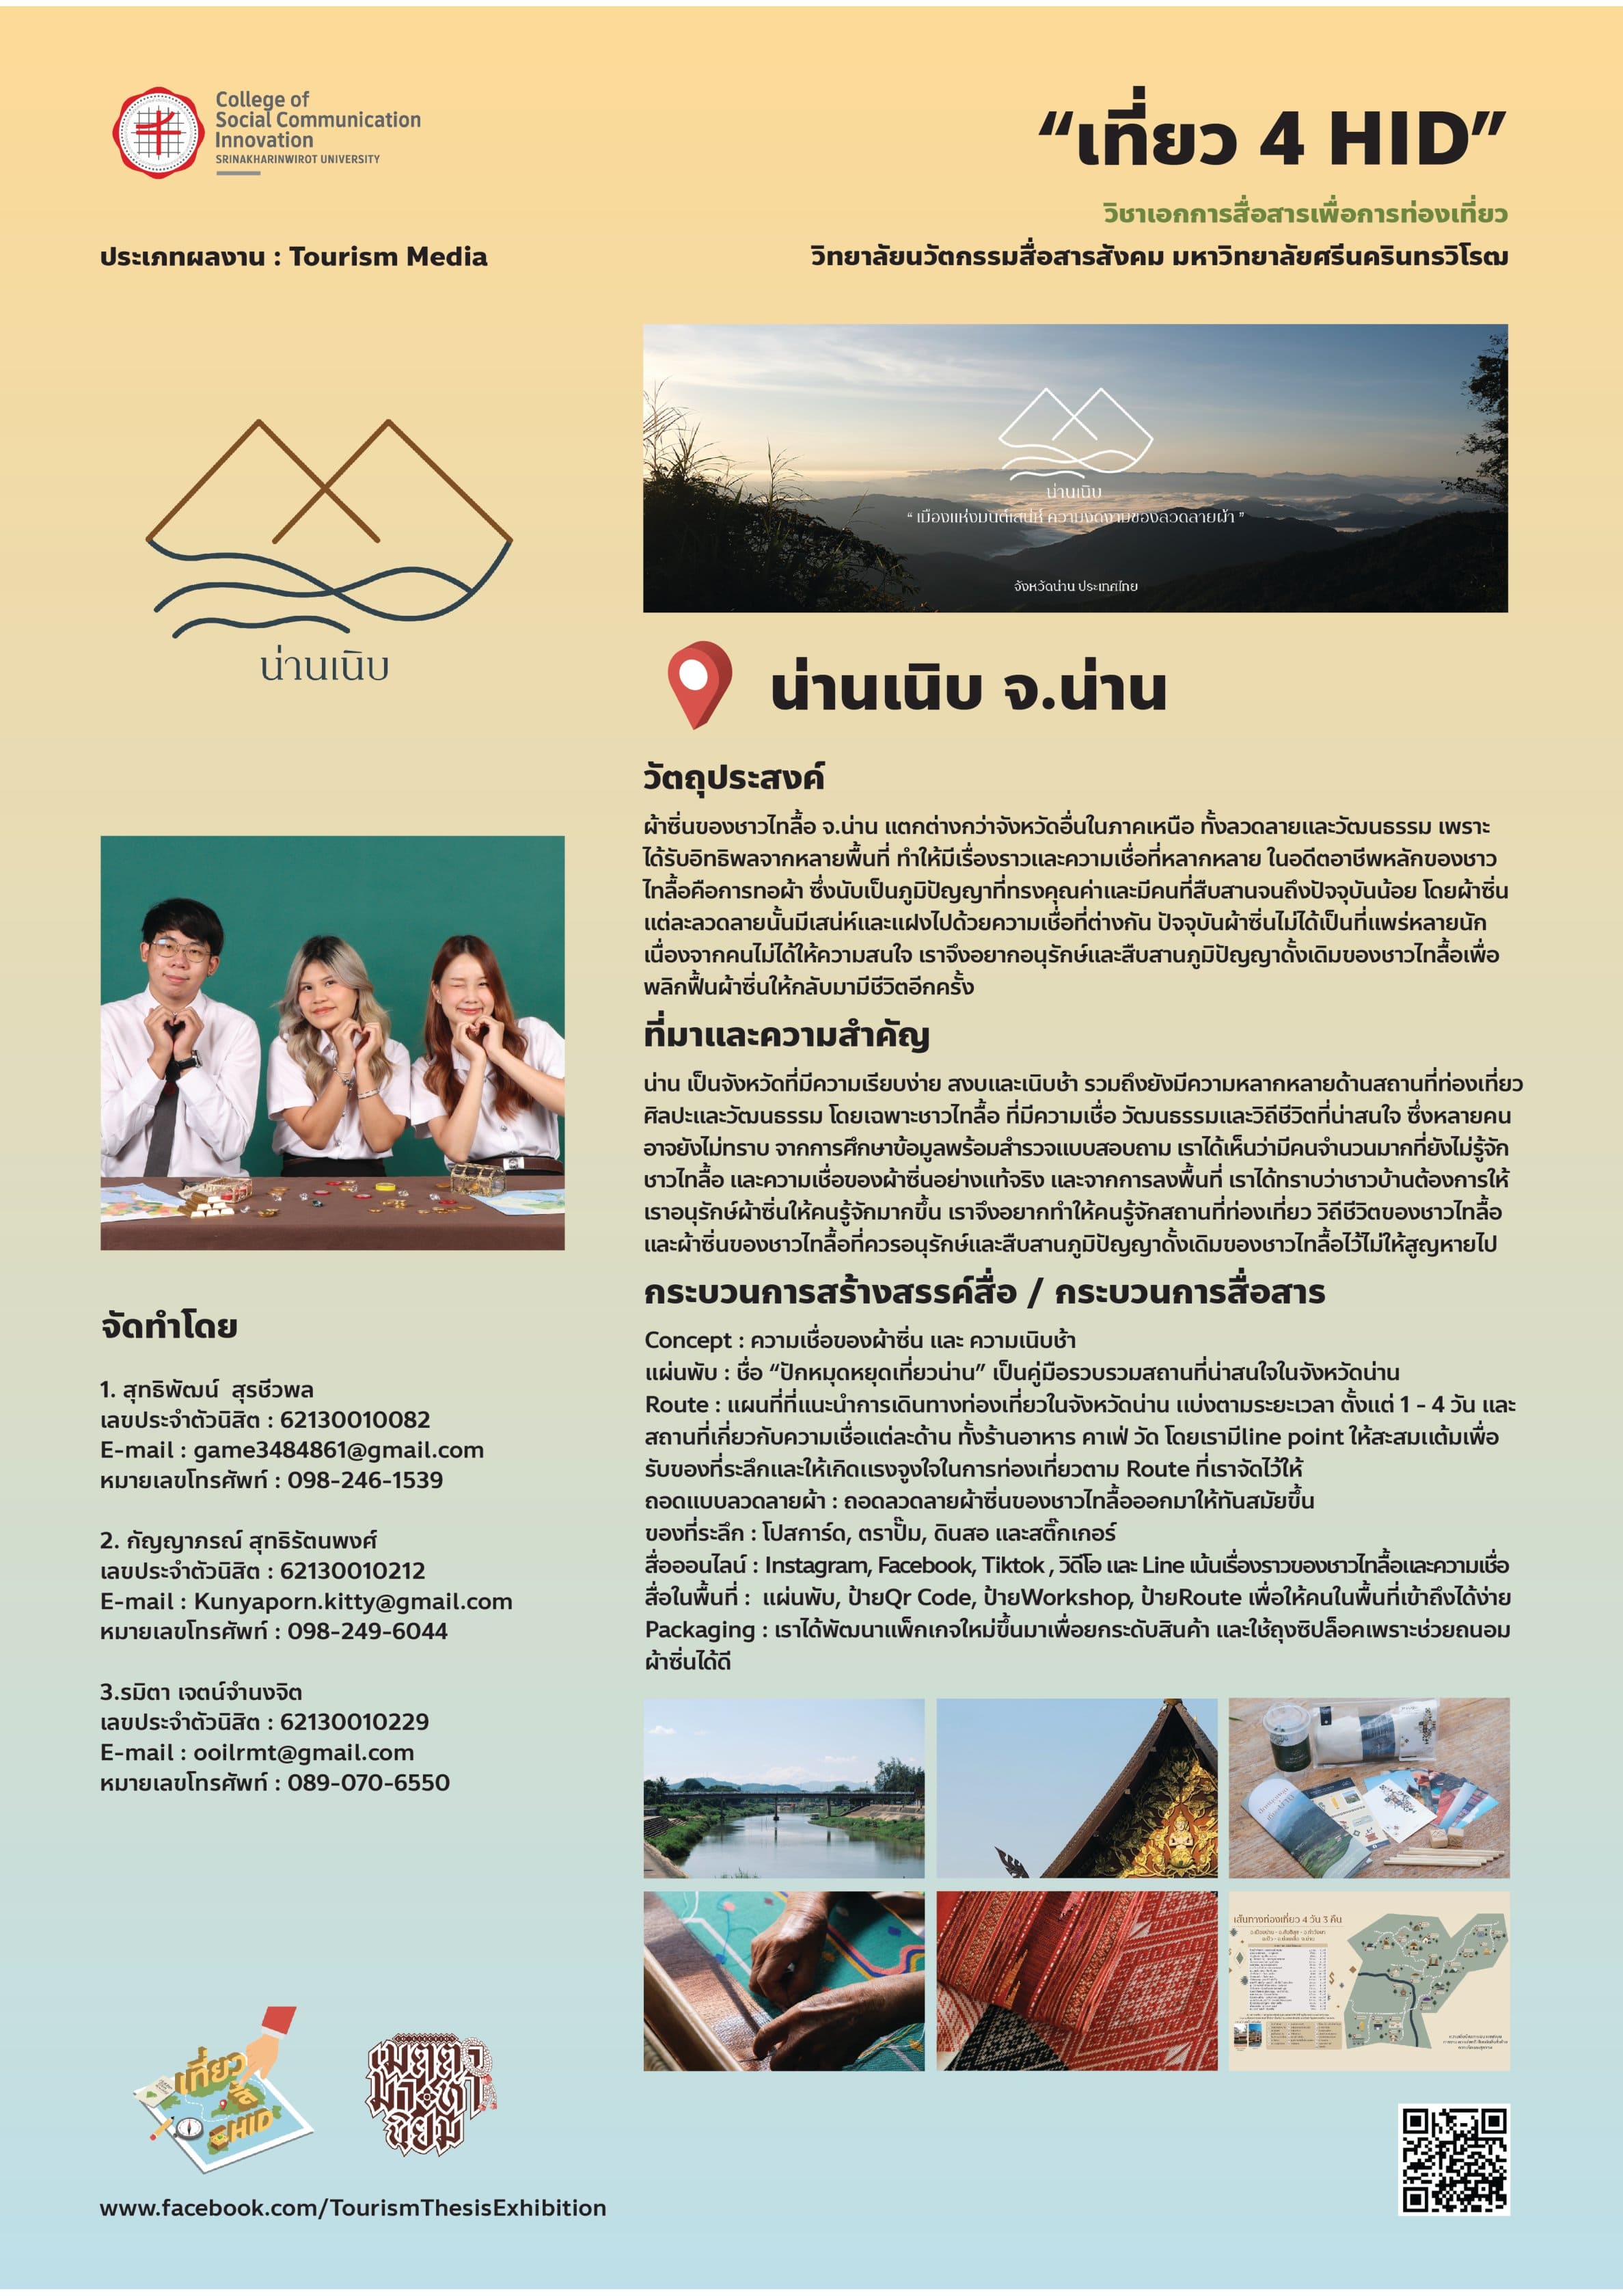 College of
Social Communication
Innovation
SRINAKHARINWIROT UNIVERSITY
“เที่ยว 4 HID”
วิชาเอกการสื่อสารเพื่อการท่องเที่ยว
วิทยาลัยนวัตกรรมสื่อสารสังคม มหาวิทยาลัยศรีนครินทรวิโรฒ
ประเภทผลงาน : Tourism Media
น่านเนิบ
น่านเนิบ
“ เมืองแห่งมนต์เสน่ห์ ความงดงามของลวดลายผ้า ”
จังหวัดน่าน ประเทศไทย
น่านเนิบ จ.น่าน
วัตถุประสงค์
ผ้าซิ่นของชาวไทลื้อ จ.น่าน แตกต่างกว่าจังหวัดอื่นในภาคเหนือ ทั้งลวดลายและวัฒนธรรม เพราะ
ได้รับอิทธิพลจากหลายพื้นที่ ทำให้มีเรื่องราวและความเชื่อที่หลากหลาย ในอดีตอาชีพหลักของชาว
ไทลื้อคือการทอผ้า ซึ่งนับเป็นภูมิปัญญาที่ทรงคุณค่าและมีคนที่สืบสานจนถึงปัจจุบันน้อย โดยผ้าซิ่น
แต่ละลวดลายนั้นมีเสน่ห์และแฝงไปด้วยความเชื่อที่ต่างกัน ปัจจุบันผ้าซิ่นไม่ได้เป็นที่แพร่หลายนัก
เนื่องจากคนไม่ได้ให้ความสนใจ เราจึงอยากอนุรักษ์และสืบสานภูมิปัญญาดั้งเดิมของชาวไทลื้อเพื่อ
พลิกฟื้นผ้าซิ่นให้กลับมามีชีวิตอีกครั้ง
ที่มาและความสำคัญ
น่าน เป็นจังหวัดที่มีความเรียบง่าย สงบและเนิบช้า รวมถึงยังมีความหลากหลายด้านสถานที่ท่องเที่ยว
ศิลปะและวัฒนธรรม โดยเฉพาะชาวไทลื้อ ที่มีความเชื่อ วัฒนธรรมและวิถีชีวิตที่น่าสนใจ ซึ่งหลายคน
อาจยังไม่ทราบ จากการศึกษาข้อมูลพร้อมสำรวจแบบสอบถาม เราได้เห็นว่ามีคนจำนวนมากที่ยังไม่รู้จัก
ชาวไทลื้อ และความเชื่อของผ้าซิ่นอย่างแท้จริง และจากการลงพื้นที่ เราได้ทราบว่าชาวบ้านต้องการให้
เราอนุรักษ์ผ้าซิ่นให้คนรู้จักมากขึ้น เราจึงอยากทำให้คนรู้จักสถานที่ท่องเที่ยว วิถีชีวิตของชาวไทลื้อ
และผ้าซิ่นของชาวไทลื้อที่ควรอนุรักษ์และสืบสานภูมิปัญญาดั้งเดิมของชาวไทลื้อไว้ไม่ให้สูญหายไป
กระบวนการสร้างสรรค์สื่อ / กระบวนการสื่อสาร
Concept : ความเชื่อของผ้าซิ่น และ ความเนิบช้า
แผ่นพับ : ชื่อ “ปักหมุดหยุดเที่ยวน่าน” เป็นคู่มือรวบรวมสถานที่น่าสนใจในจังหวัดน่าน
Route : แผนที่ที่แนะนำการเดินทางท่องเที่ยวในจังหวัดน่าน แบ่งตามระยะเวลา ตั้งแต่ 1 - 4 วัน และ
สถานที่เกี่ยวกับความเชื่อแต่ละด้าน ทั้งร้านอาหาร คาเฟ่ วัด โดยเรามีline point ให้สะสมแต้มเพื่อ
รับของที่ระลึกและให้เกิดแรงจูงใจในการท่องเที่ยวตาม Route ที่เราจัดไว้ให้
ถอดแบบลวดลายผ้า : ถอดลวดลายผ้าซิ่นของชาวไทลื้อออกมาให้ทันสมัยขึ้น
ของที่ระลึก : โปสการ์ด, ตราปั๊ม, ดินสอ และสติ๊กเกอร์
สื่อออนไลน์ : Instagram, Facebook, Tiktok , วิดีโอ และ Line เน้นเรื่องราวของชาวไทลื้อและความเชื่อ
สื่อในพื้นที่ : แผ่นพับ, ป้ายQr Code, ป้ายWorkshop, ป้ายRoute เพื่อให้คนในพื้นที่เข้าถึงได้ง่าย
Packaging : เราได้พัฒนาแพ็กเกจใหม่ขึ้นมาเพื่อยกระดับสินค้า และใช้ถุงซิปล็อคเพราะช่วยถนอม
ผ้าซิ่นได้ดี
จัดทำโดย
1. สุทธิพัฒน์ สุรชีวพล
เลขประจำตัวนิสิต : 62130010082
E-mail : game3484861@gmail.com
หมายเลขโทรศัพท์ : 098-246-1539
2. กัญญาภรณ์ สุทธิรัตนพงศ์
เลขประจำตัวนิสิต : 62130010212
E-mail : Kunyaporn.kitty@gmail.com
หมายเลขโทรศัพท์ : 098-249-6044
3.รมิตา เจตน์จำนงจิต
เลขประจำตัวนิสิต : 62130010229
E-mail : ooilrmt@gmail.com
หมายเลขโทรศัพท์ : 089-070-6550
เส้นทางท่องเที่ยว 4 วัน 3 คืน
เที่ยว
สี่
HID
เมตตา
มหา
นิยม
www.facebook.com/TourismThesisExhibition